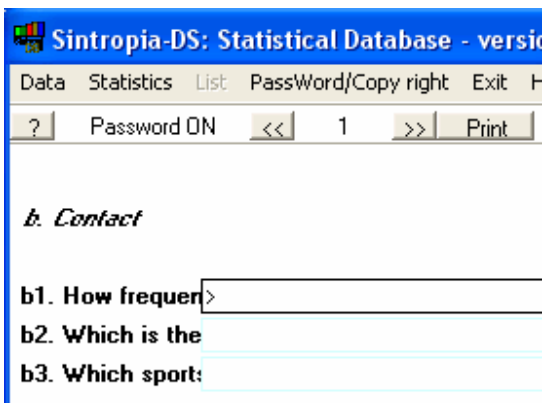 Sintropia-DS: Statistical Database - versio
Data Statistics List PassWord/Copy right Exit H
? Password ON << 1 >> Print
b. Contact
b1. How frequen >
b2. Which is the
b3. Which sports